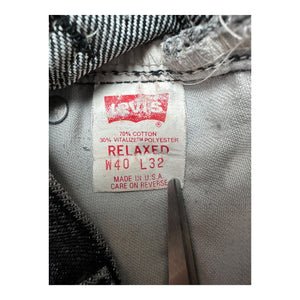 LEVI'S
®
70% COTTON
30% VITALIZETM POLYESTER
RELAXED
W40 L32
MADE IN U.S.A.
CARE ON REVERSE